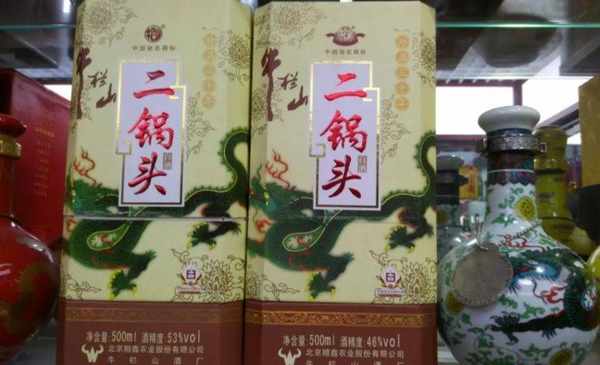 中国驰名商标
牛栏山
二锅头
白酒
净含量:500ml 酒精度:53%vol
北京顺鑫农业股份有限公司
牛栏山酒厂
中国驰名商标
牛栏山
二锅头
白酒
净含量:500ml 酒精度:46%vol
北京顺鑫农业股份有限公司
牛栏山酒厂